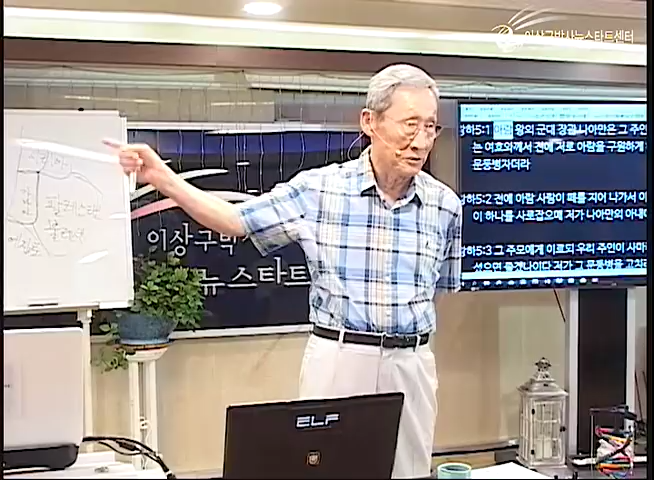 이상구박사뉴스타트센터
왕하5:1 아람 왕의 군대 장관 나아만은 그 주인
는 여호와께서 전에 저로 아람을 구원하게
문둥병자더라
왕하5:2 전에 아람 사람이 떼를 지어 나가서 이
이 하나를 사로잡으매 저가 나아만의 아내에
왕하5:3 그 주모에게 이르되 우리 주인이 사마
셨으면 좋겠나이다 저가 그 문둥병을 고치
이상구박
뉴스타트
ELF